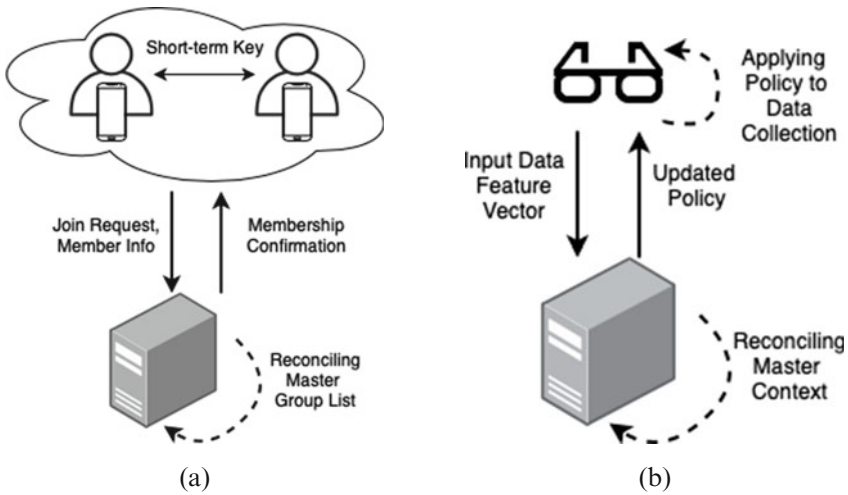 Short-term Key
Join Request,
Member Info
Membership
Confirmation
Reconciling
Master
Group List
(a)
Applying
Policy to
Data
Collection
Input Data
Feature
Vector
Updated
Policy
Reconciling
Master
Context
(b)